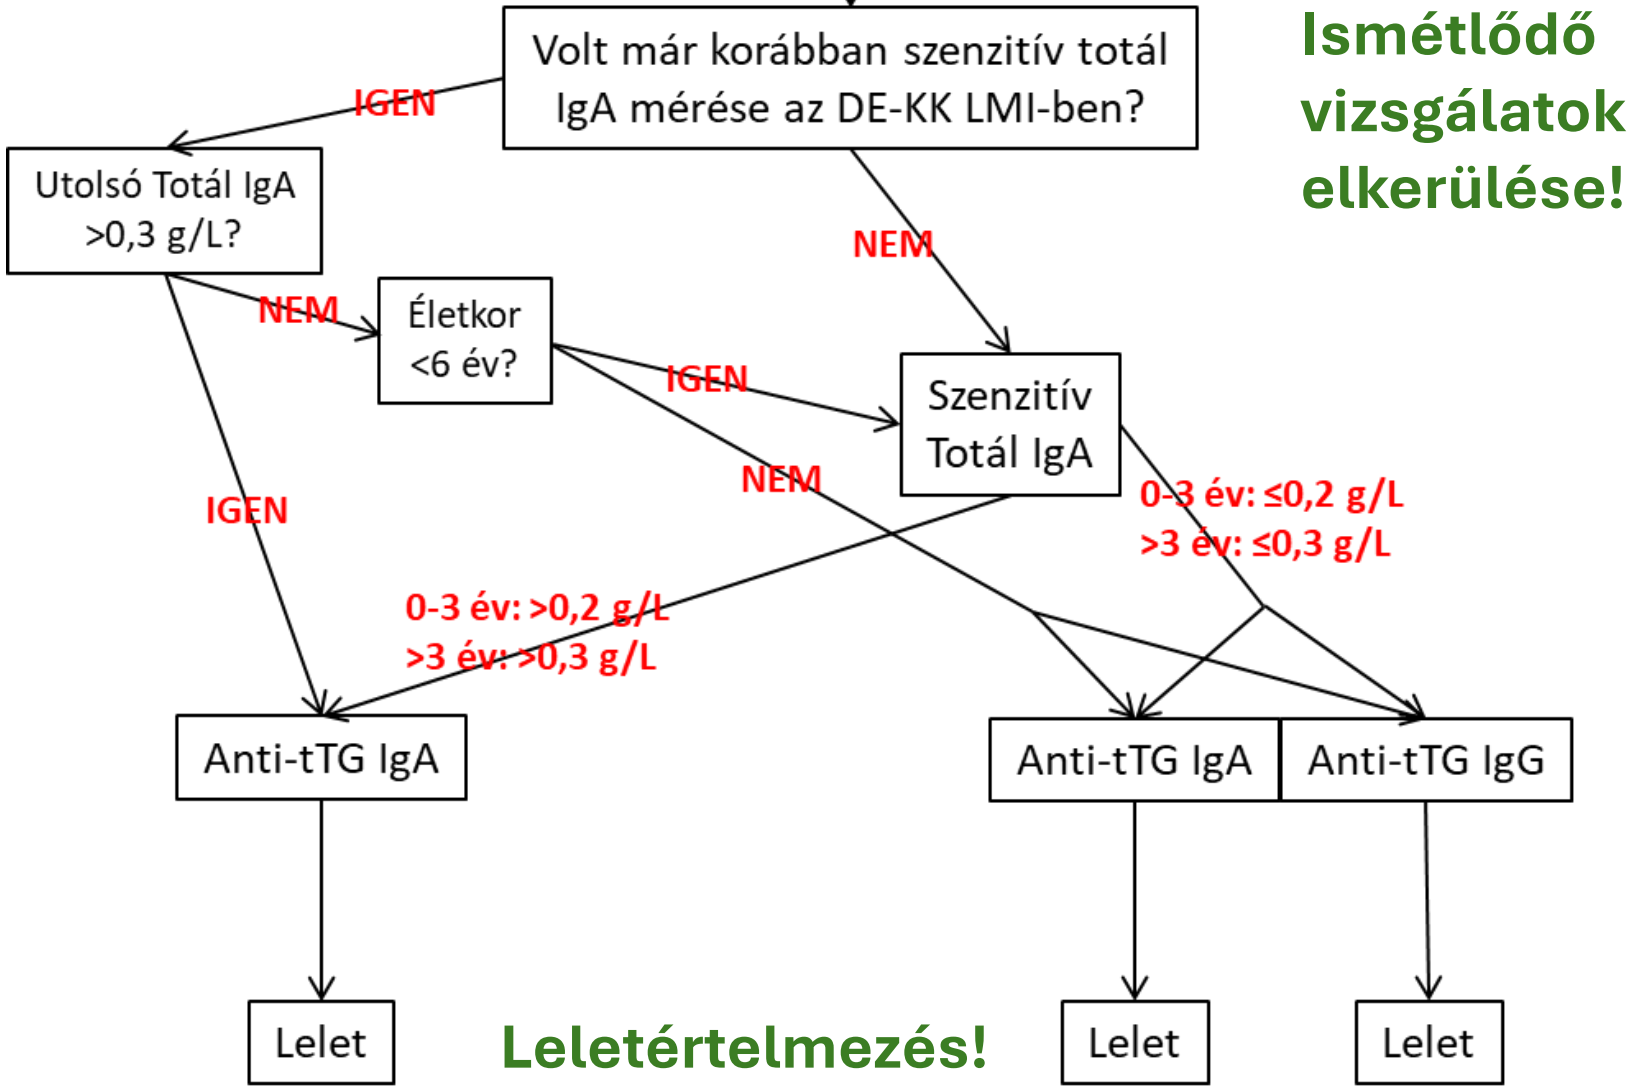 Volt már korábban szenzitív totál
IgA mérése az DE-KK LMI-ben?
Ismétlődő
vizsgálatok
elkerülése!
IGEN
Utolsó Totál IgA
>0,3 g/L?
NEM
NEM
Életkor
<6 év?
IGEN
Szenzitív
Totál IgA
NEM
IGEN
0-3 év: ≤0,2 g/L
>3 év: ≤0,3 g/L
0-3 év: >0,2 g/L
>3 év: >0,3 g/L
Anti-tTG IgA
Anti-tTG IgA
Anti-tTG IgG
Lelet
Leletértelmezés!
Lelet
Lelet